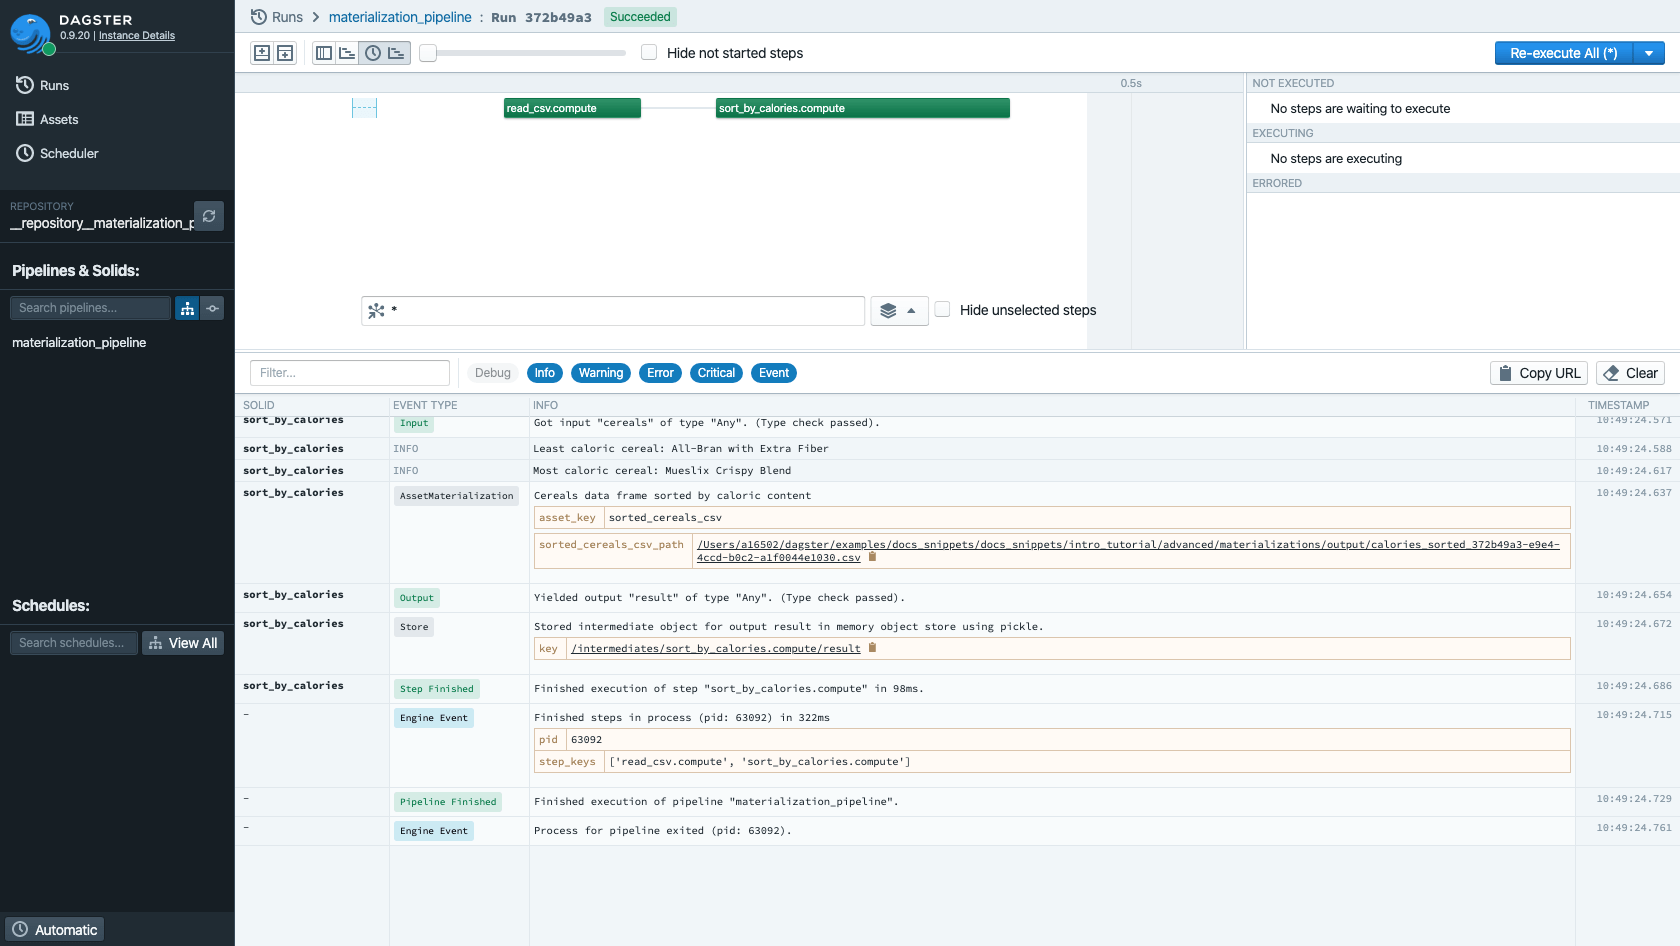 DAGSTER
0.9.20 | Instance Details
Runs
Assets
Scheduler
REPOSITORY
__repository__materialization_p
Pipelines & Solids:
Search pipelines...
materialization_pipeline
Schedules:
Search schedules...
View All
Automatic
Runs > materialization_pipeline : Run 372b49a3 Succeeded
Hide not started steps
Re-execute All (*)
0.5s
read_csv.compute
sort_by_calories.compute
NOT EXECUTED
No steps are waiting to execute
EXECUTING
No steps are executing
ERRORED
*
Hide unselected steps
Filter...
Debug Info Warning Error Critical Event
Copy URL
Clear
SOLID EVENT TYPE INFO TIMESTAMP
sort_by_calories Input Got input "cereals" of type "Any". (Type check passed). 10:49:24.571
sort_by_calories INFO Least caloric cereal: All-Bran with Extra Fiber 10:49:24.588
sort_by_calories INFO Most caloric cereal: Mueslix Crispy Blend 10:49:24.617
sort_by_calories AssetMaterialization Cereals data frame sorted by caloric content 10:49:24.637
asset_key sorted_cereals_csv
sorted_cereals_csv_path /Users/a16502/dagster/examples/docs_snippets/docs_snippets/intro_tutorial/advanced/materializations/output/calories_sorted_372b49a3-e9e4-
4ccd-b0c2-a1f0044e1030.csv
sort_by_calories Output Yielded output "result" of type "Any". (Type check passed). 10:49:24.654
sort_by_calories Store Stored intermediate object for output result in memory object store using pickle. 10:49:24.672
key /intermediates/sort_by_calories.compute/result
sort_by_calories Step Finished Finished execution of step "sort_by_calories.compute" in 98ms. 10:49:24.686
- Engine Event Finished steps in process (pid: 63092) in 322ms 10:49:24.715
pid 63092
step_keys ['read_csv.compute', 'sort_by_calories.compute']
- Pipeline Finished Finished execution of pipeline "materialization_pipeline". 10:49:24.729
- Engine Event Process for pipeline exited (pid: 63092). 10:49:24.761